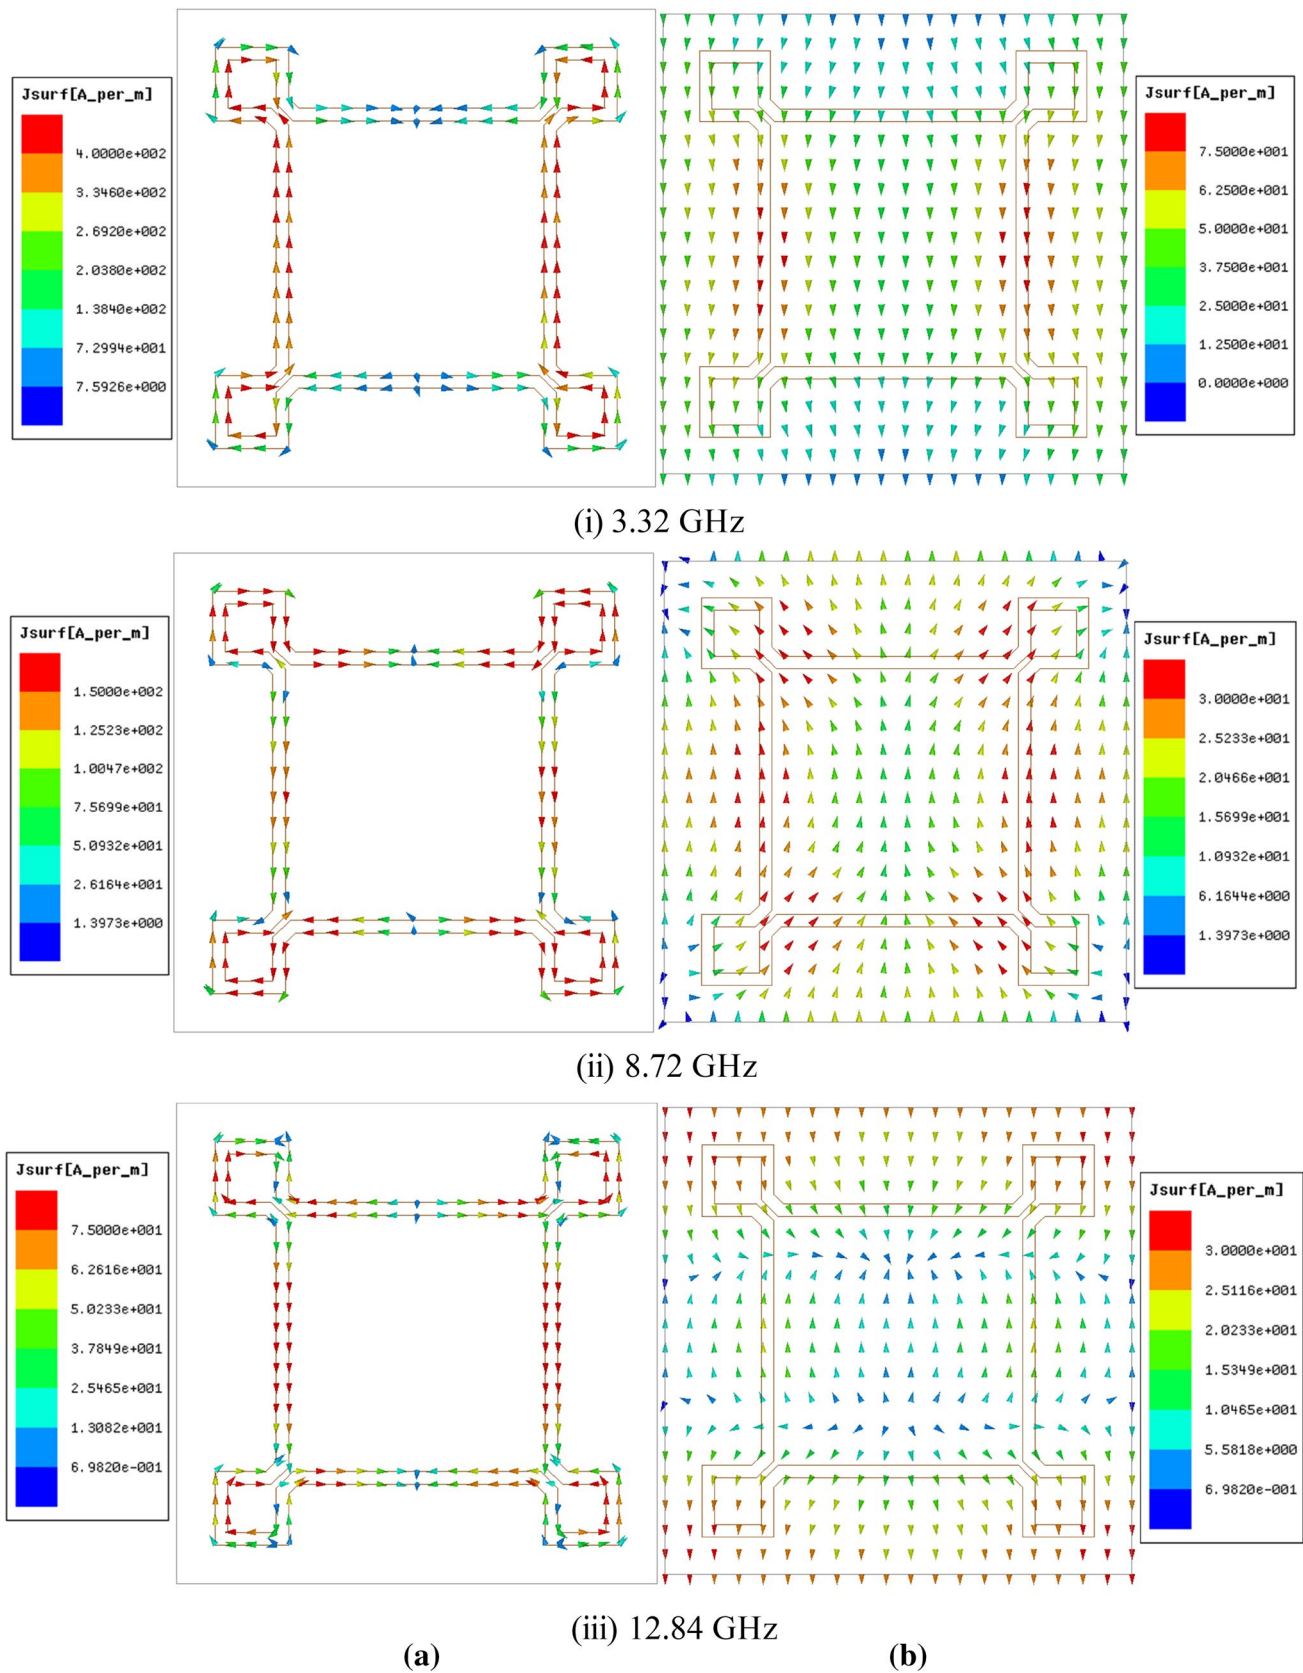 Jsurf[A_per_m]
4.0000e+002
3.3460e+002
2.6920e+002
2.0380e+002
1.3840e+002
7.2994e+001
7.5926e+000
Jsurf[A_per_m]
7.5000e+001
6.2500e+001
5.0000e+001
3.7500e+001
2.5000e+001
1.2500e+001
0.0000e+000
(i) 3.32 GHz
Jsurf[A_per_m]
1.5000e+002
1.2523e+002
1.0047e+002
7.5699e+001
5.0932e+001
2.6164e+001
1.3973e+000
Jsurf[A_per_m]
3.0000e+001
2.5233e+001
2.0466e+001
1.5699e+001
1.0932e+001
6.1644e+000
1.3973e+000
(ii) 8.72 GHz
Jsurf[A_per_m]
7.5000e+001
6.2616e+001
5.0233e+001
3.7849e+001
2.5465e+001
1.3082e+001
6.9820e-001
Jsurf[A_per_m]
3.0000e+001
2.5116e+001
2.0233e+001
1.5349e+001
1.0465e+001
5.5818e+000
6.9820e-001
(iii) 12.84 GHz
(a) (b)